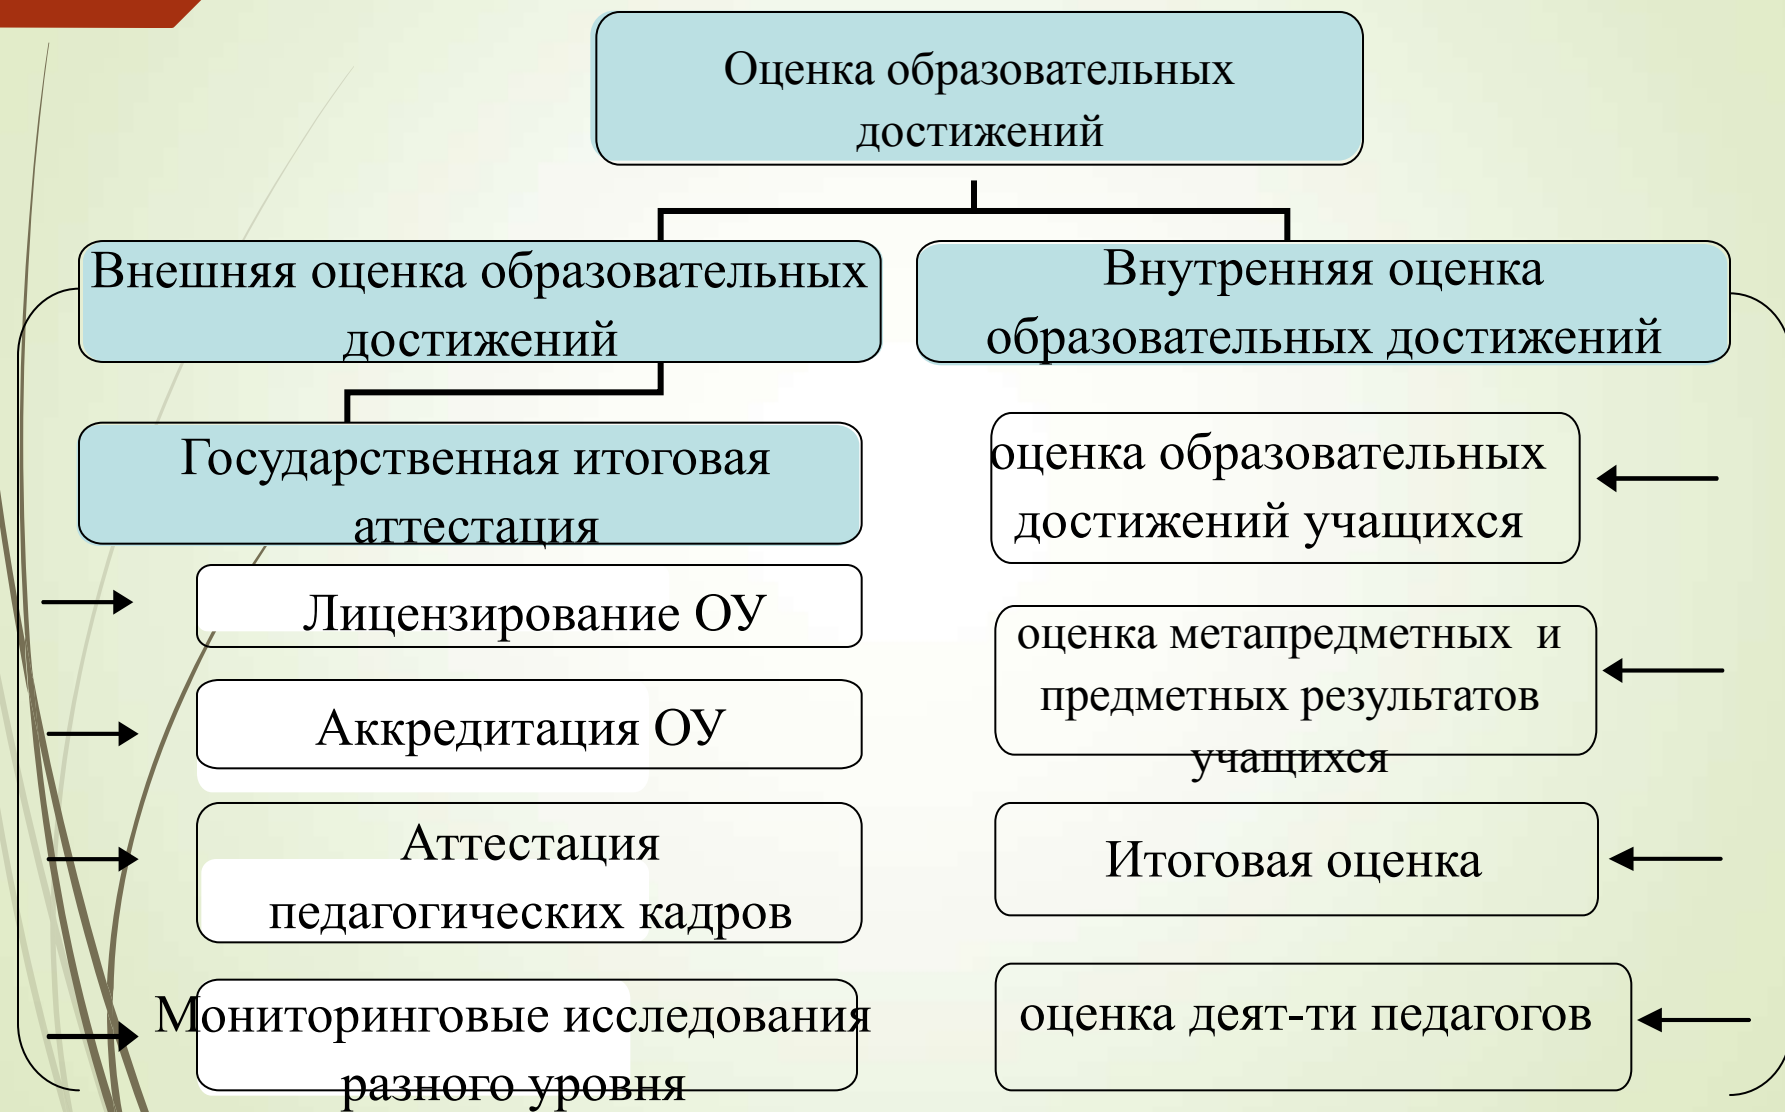 Оценка образовательных
достижений
Внешняя оценка образовательных
достижений
Внутренняя оценка
образовательных достижений
Государственная итоговая
аттестация
Лицензирование ОУ
Аккредитация ОУ
Аттестация
педагогических кадров
Мониторинговые исследования
разного уровня
оценка образовательных
достижений учащихся
оценка метапредметных  и
предметных результатов
учащихся
Итоговая оценка
оценка деят-ти педагогов